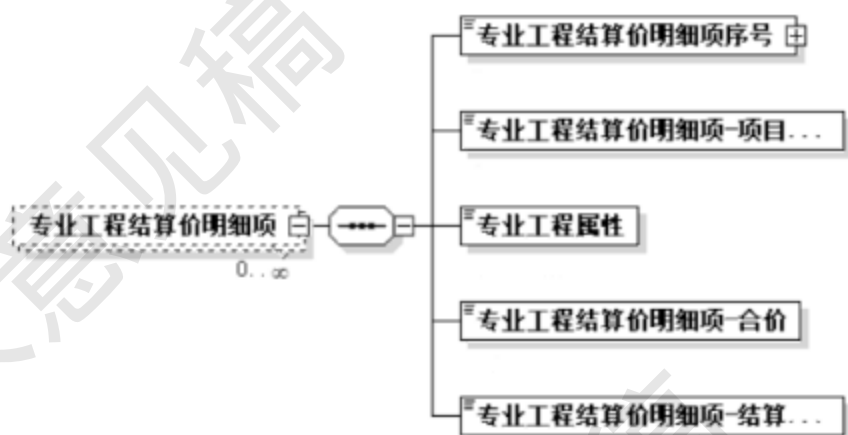 专业工程结算价明细项序号
专业工程结算价明细项-项目...
专业工程结算价明细项
0..∞
专业工程属性
专业工程结算价明细项-合价
专业工程结算价明细项-结算...
意见稿